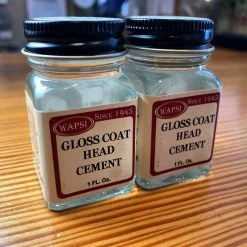 WAPSI SINCE 1945
GLOSS COAT
HEAD
CEMENT
1 FL. Oz.
WAPSI SINCE 1945
GLOSS COAT
HEAD
CEMENT
1 FL. Oz.